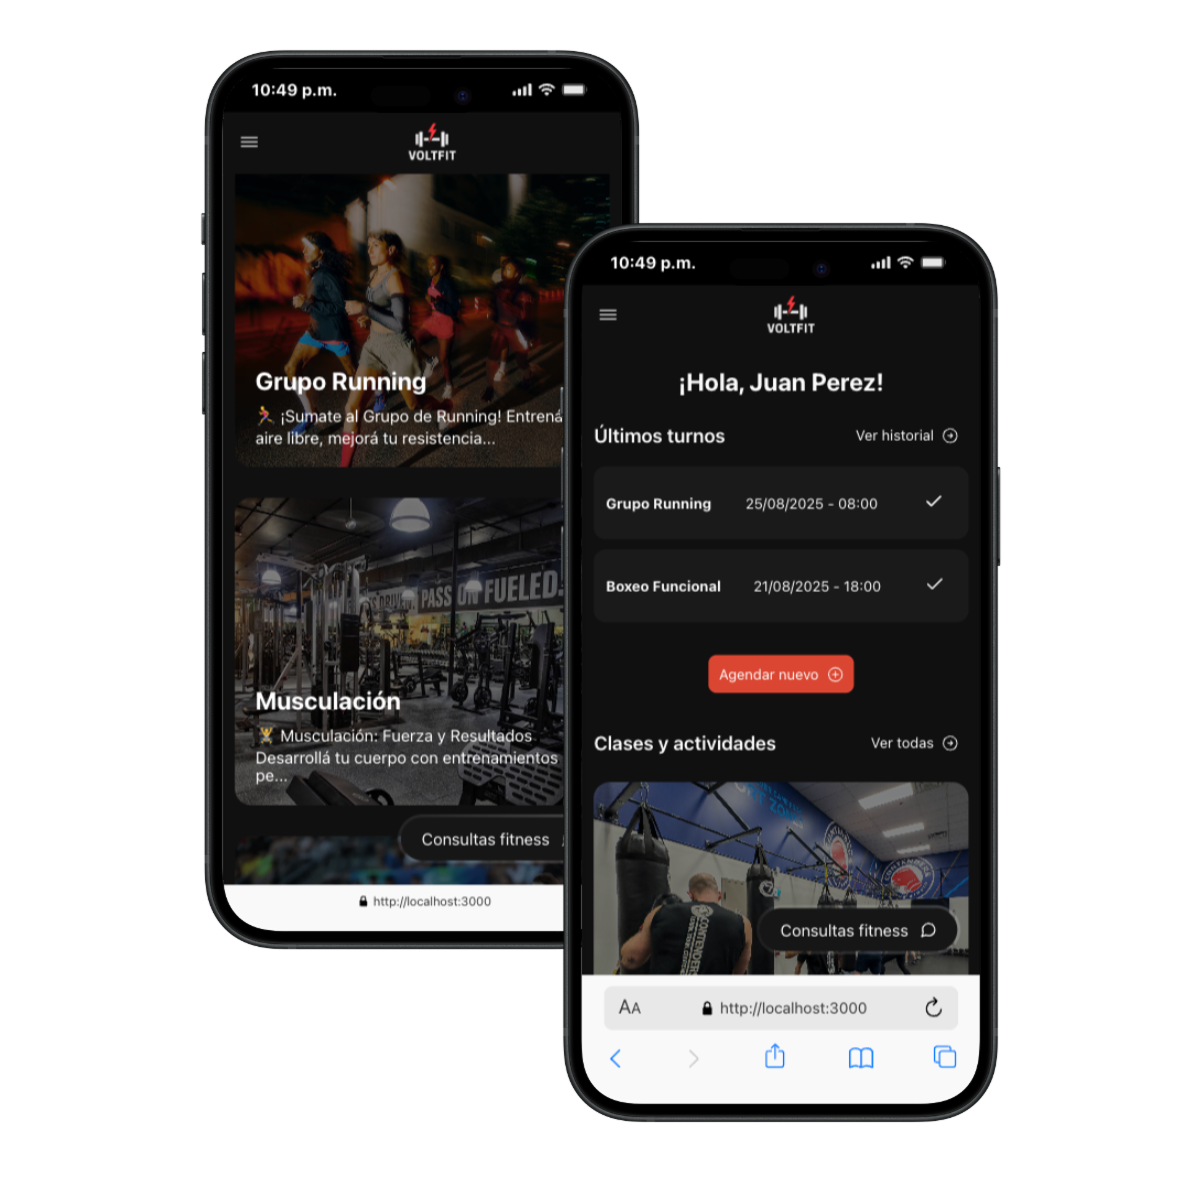 10:49 p.m.
VOLTFIT
Grupo Running
🏃 ¡Sumate al Grupo de Running! Entrená
aire libre, mejorá tu resistencia...
PASS ON FUELED.
Musculación
🏋 Musculación: Fuerza y Resultados
Desarrollá tu cuerpo con entrenamientos
pe...
Consultas fitness
http://localhost:3000
10:49 p.m.
VOLTFIT
¡Hola, Juan Perez!
Últimos turnos
Ver historial
Grupo Running
25/08/2025 - 08:00
Boxeo Funcional
21/08/2025 - 18:00
Agendar nuevo
Clases y actividades
Ver todas
CONTENDERS
Consultas fitness
AA
http://localhost:3000